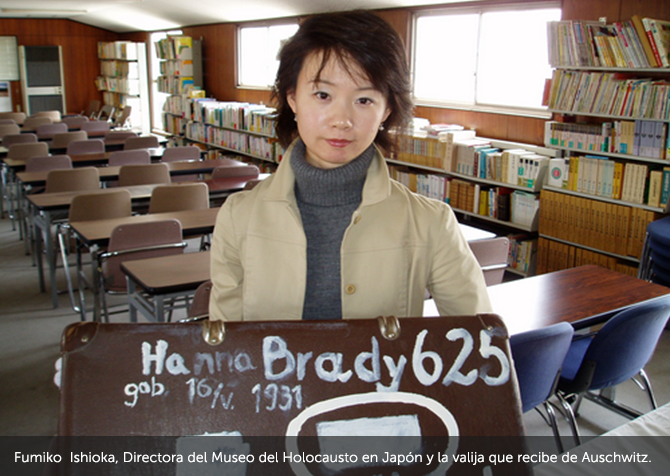 Hanna Brady 625
gab. 16/V. 1931
Fumiko Ishioka, Directora del Museo del Holocausto en Japón y la valija que recibe de Auschwitz.